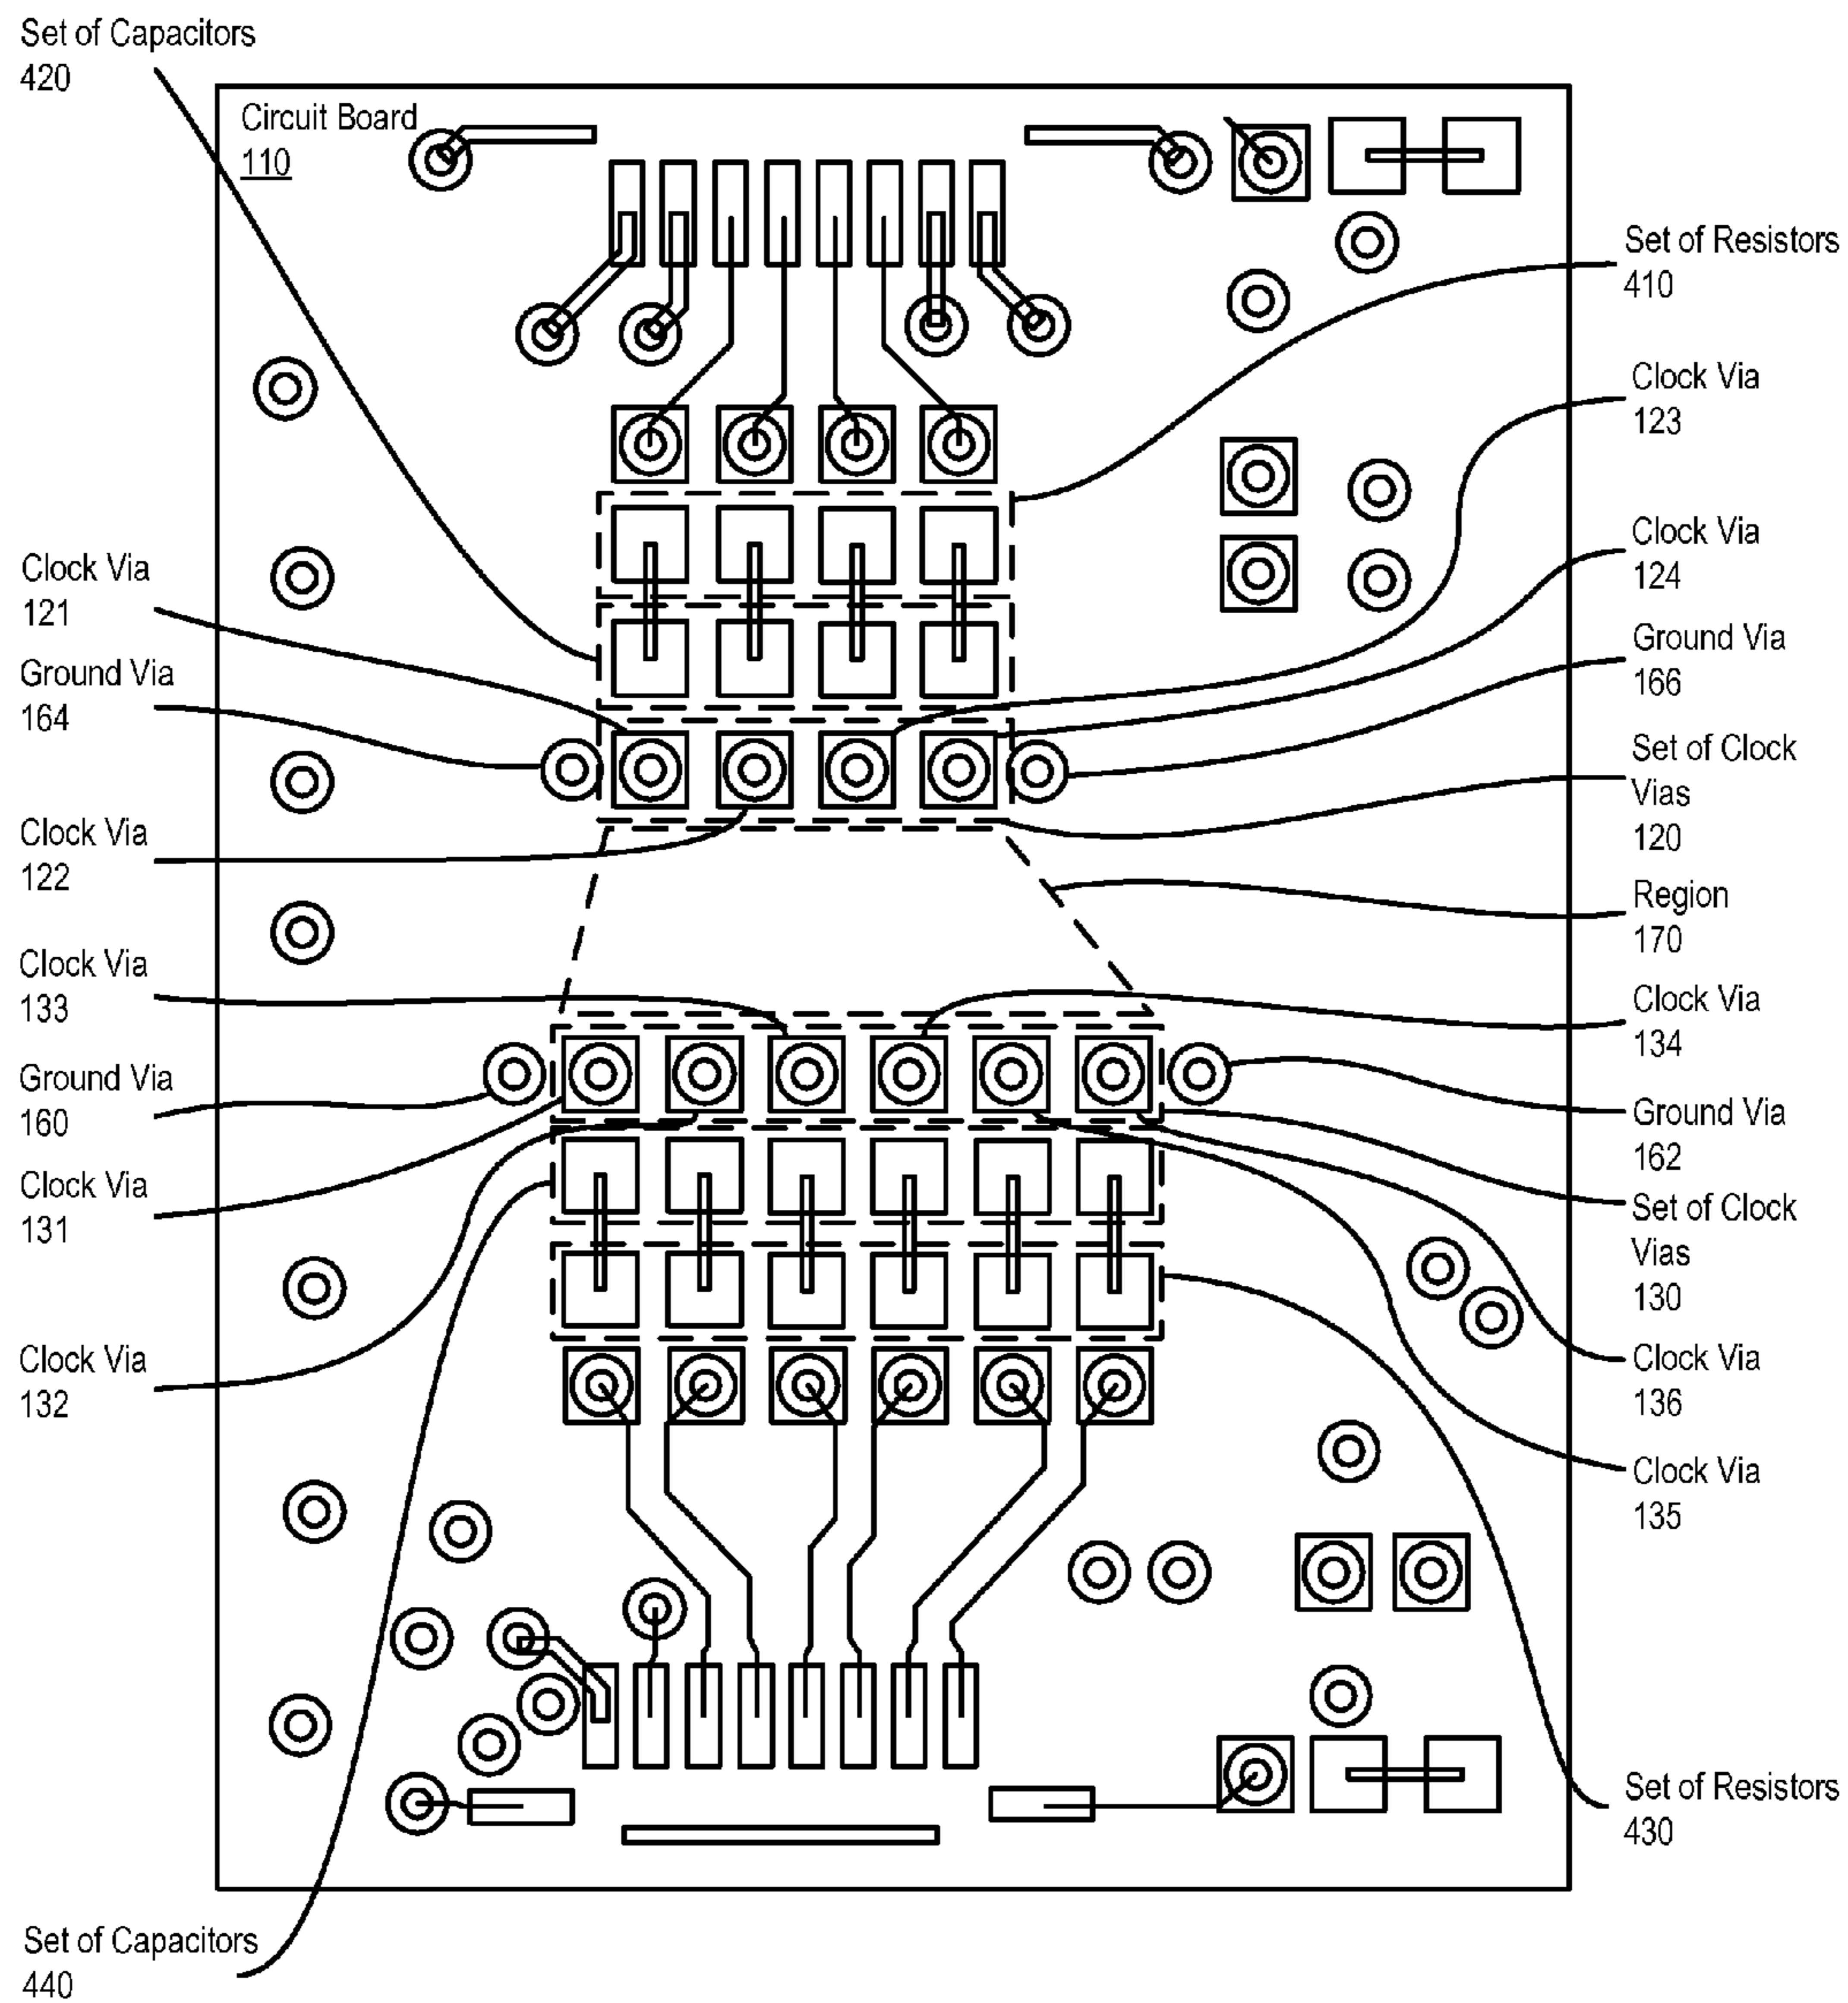 Set of Capacitors
420
Circuit Board
110
Set of Resistors
410
Clock Via
123
Clock Via
124
Clock Via
121
Ground Via
166
Ground Via
164
Set of Clock
Vias
120
Clock Via
122
Region
170
Clock Via
133
Clock Via
134
Ground Via
160
Ground Via
162
Clock Via
131
Set of Clock
Vias
130
Clock Via
132
Clock Via
136
Clock Via
135
Set of Resistors
430
Set of Capacitors
440